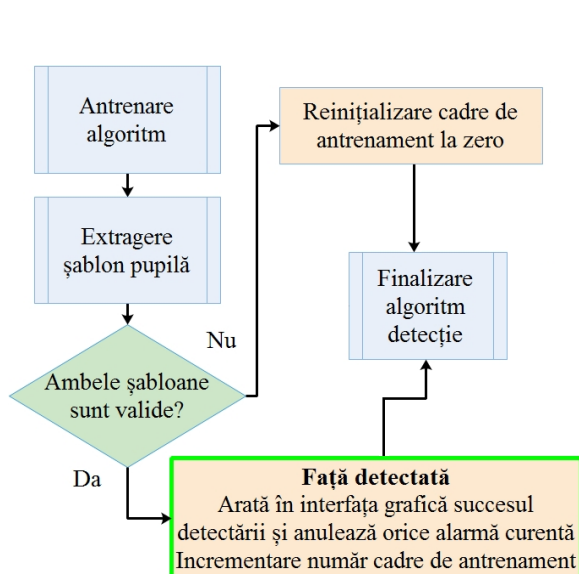 Antrenare
algoritm
Extragere
șablon pupilă
Ambele șabloane
sunt valide?
Nu
Reinițializare cadre de
antrenament la zero
Finalizare
algoritm
detecție
Da
Față detectată
Arată în interfața grafică succesul
detectării și anulează orice alarmă curentă
Incrementare număr cadre de antrenament